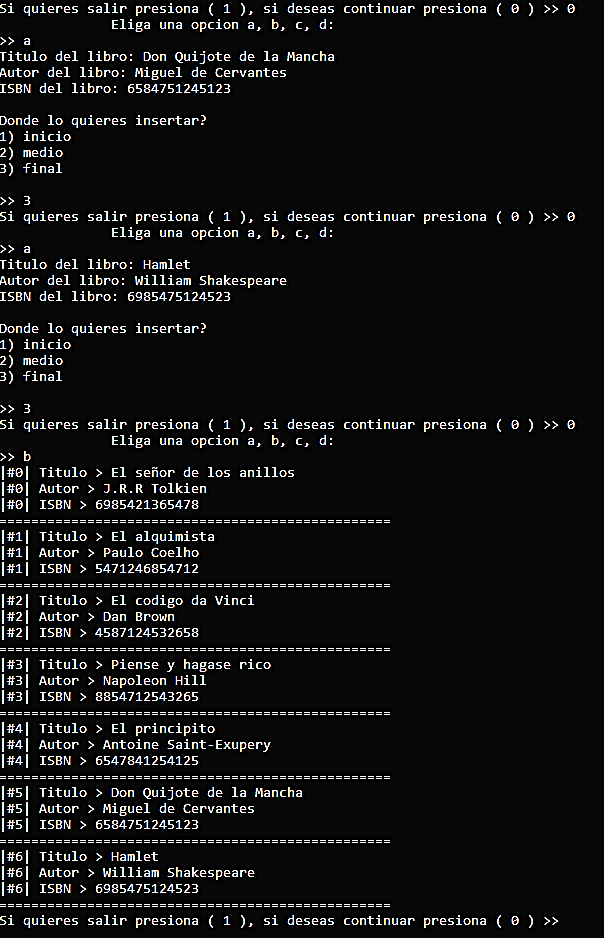 Si quieres salir presiona ( 1 ), si deseas continuar presiona ( 0 ) >> 0
Eliga una opcion a, b, c, d:
>> a
Titulo del libro: Don Quijote de la Mancha
Autor del libro: Miguel de Cervantes
ISBN del libro: 6584751245123
Donde lo quieres insertar?
1) inicio
2) medio
3) final
>> 3
Si quieres salir presiona ( 1 ), si deseas continuar presiona ( 0 ) >> 0
Eliga una opcion a, b, c, d:
>> a
Titulo del libro: Hamlet
Autor del libro: William Shakespeare
ISBN del libro: 6985475124523
Donde lo quieres insertar?
1) inicio
2) medio
3) final
>> 3
Si quieres salir presiona ( 1 ), si deseas continuar presiona ( 0 ) >> 0
Eliga una opcion a, b, c, d:
>> b
|#0| Titulo > El señor de los anillos
|#0| Autor > J.R.R Tolkien
|#0| ISBN > 6985421365478
=================================================
|#1| Titulo > El alquimista
|#1| Autor > Paulo Coelho
|#1| ISBN > 5471246854712
=================================================
|#2| Titulo > El codigo da Vinci
|#2| Autor > Dan Brown
|#2| ISBN > 4587124532658
=================================================
|#3| Titulo > Piense y hagase rico
|#3| Autor > Napoleon Hill
|#3| ISBN > 8854712543265
=================================================
|#4| Titulo > El principito
|#4| Autor > Antoine Saint-Exupery
|#4| ISBN > 6547841254125
=================================================
|#5| Titulo > Don Quijote de la Mancha
|#5| Autor > Miguel de Cervantes
|#5| ISBN > 6584751245123
=================================================
|#6| Titulo > Hamlet
|#6| Autor > William Shakespeare
|#6| ISBN > 6985475124523
=================================================
Si quieres salir presiona ( 1 ), si deseas continuar presiona ( 0 ) >>